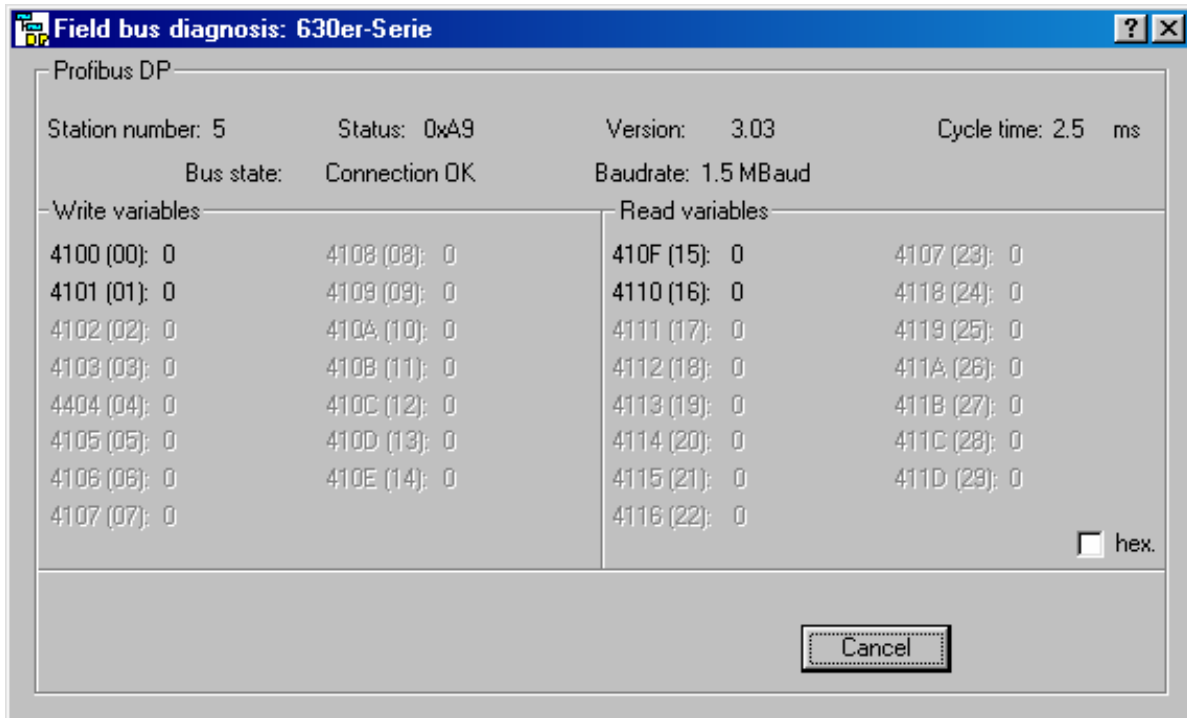 Field bus diagnosis: 630er-Serie
Profibus DP
Station number: 5 Status: 0xA9 Version: 3.03 Cycle time: 2.5 ms
Bus state: Connection OK Baudrate: 1.5 MBaud
Write variables Read variables
4100 (00): 0 4108 (08): 0 410F (15): 0 4107 (23): 0
4101 (01): 0 4109 (09): 0 4110 (16): 0 4118 (24): 0
4102 (02): 0 410A (10): 0 4111 (17): 0 4119 (25): 0
4103 (03): 0 410B (11): 0 4112 (18): 0 411A (26): 0
4404 (04): 0 410C (12): 0 4113 (19): 0 411B (27): 0
4105 (05): 0 410D (13): 0 4114 (20): 0 411C (28): 0
4106 (06): 0 410E (14): 0 4115 (21): 0 411D (29): 0
4107 (07): 0 4116 (22): 0
hex.
Cancel